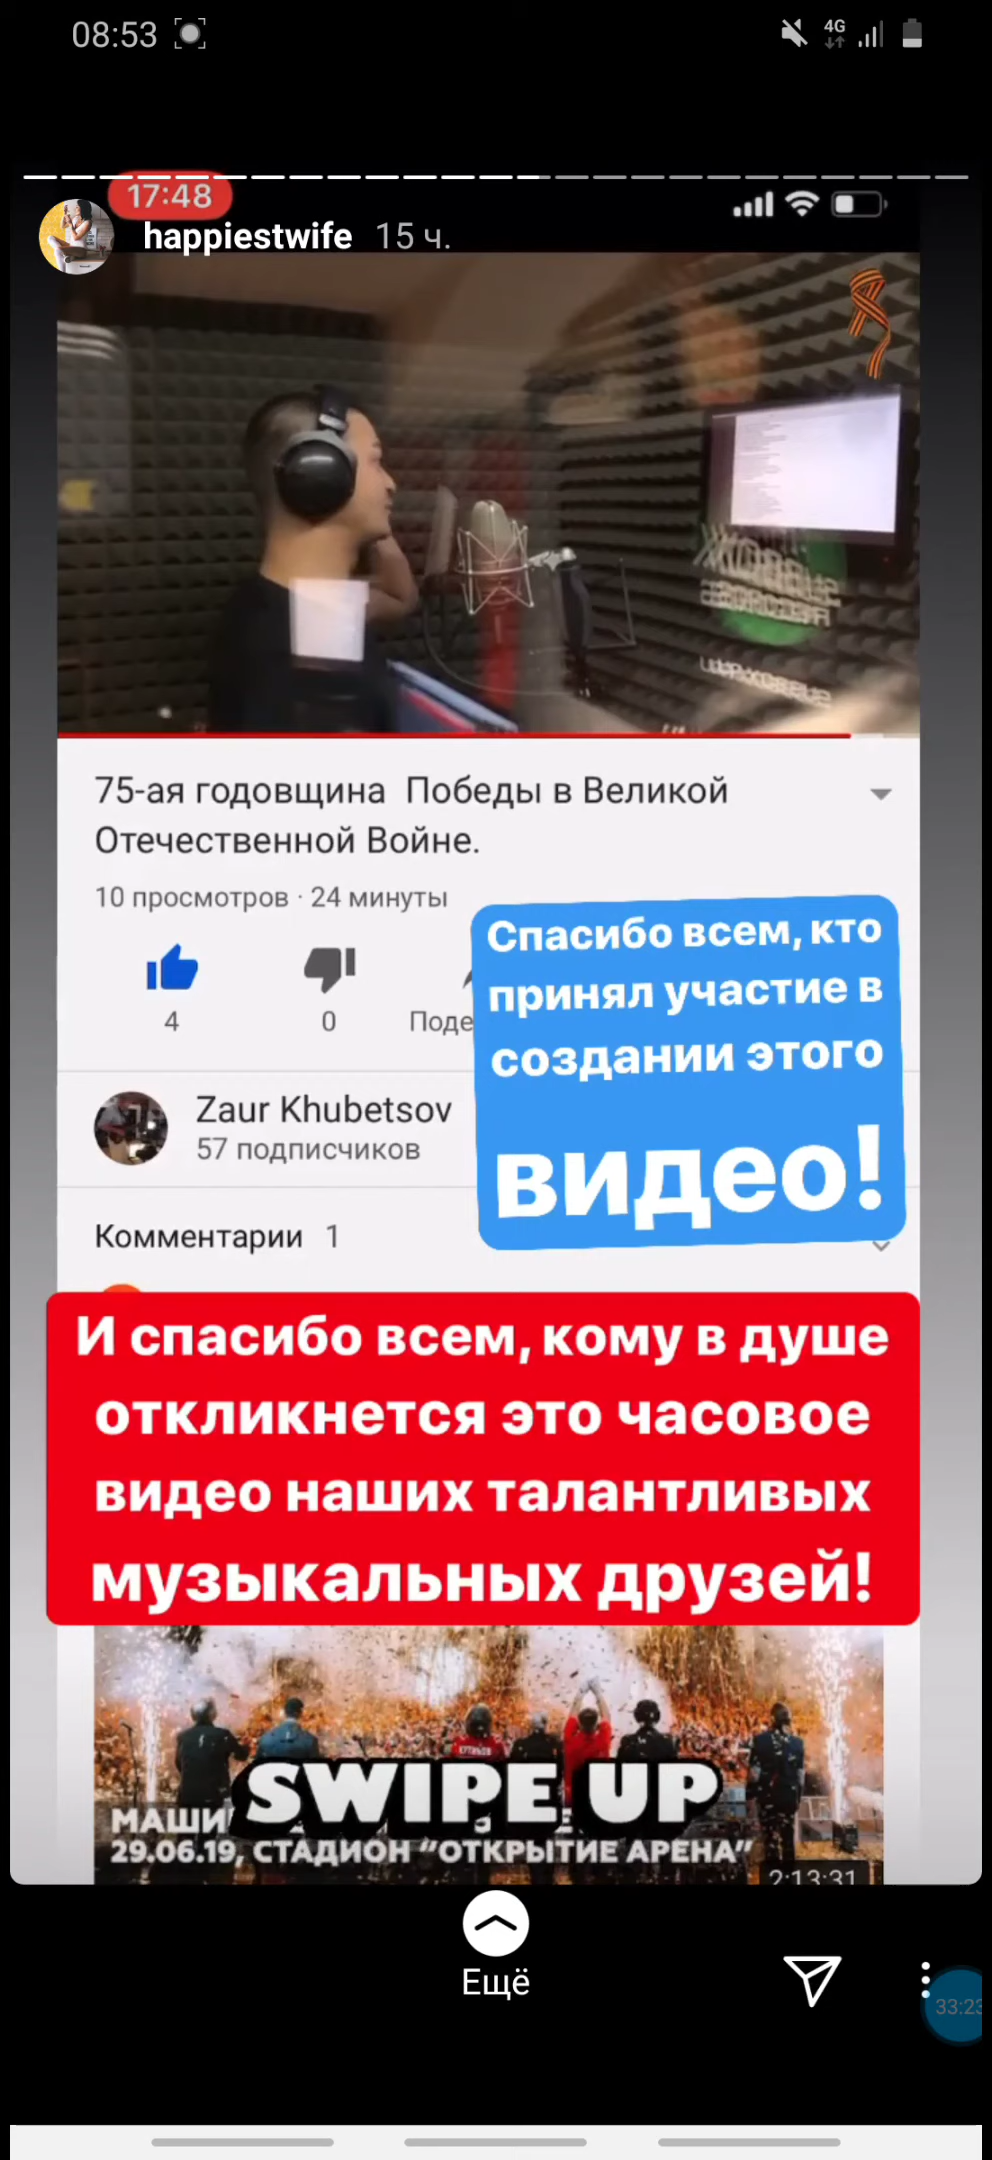 08:53
4G
17:48
happiestwife 15 ч.
75-ая годовщина Победы в Великой
Отечественной Войне.
10 просмотров · 24 минуты
4
0
Поде
Спасибо всем, кто
принял участие в
создании этого
видео!
Zaur Khubetsov
57 подписчиков
Комментарии 1
И спасибо всем, кому в душе
откликнется это часовое
видео наших талантливых
музыкальных друзей!
SWIPE UP
МАШИ
29.06.19, СТАДИОН "ОТКРЫТИЕ АРЕНА"
2:13:31
Ещё
33:23